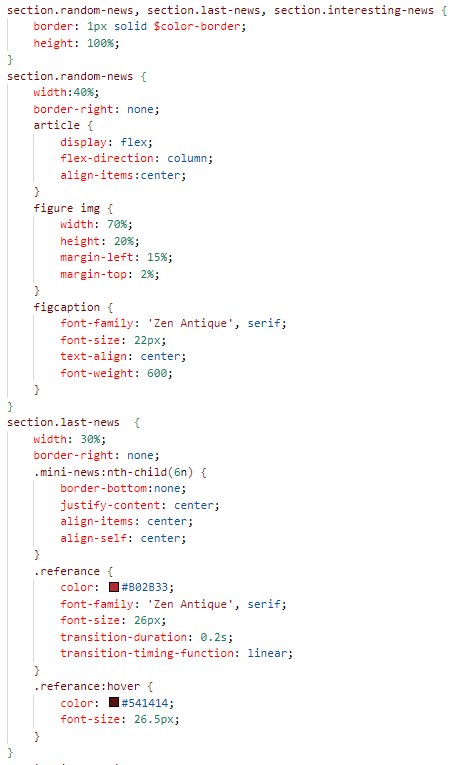 section.random-news, section.last-news, section.interesting-news {
    border: 1px solid $color-border;
    height: 100%;
}
section.random-news {
    width:40%;
    border-right: none;
    article {
        display: flex;
        flex-direction: column;
        align-items:center;
    }
    figure img {
        width: 70%;
        height: 20%;
        margin-left: 15%;
        margin-top: 2%;
    }
    figcaption {
        font-family: 'Zen Antique', serif;
        font-size: 22px;
        text-align: center;
        font-weight: 600;
    }
}
section.last-news  {
    width: 30%;
    border-right: none;
    .mini-news:nth-child(6n) {
        border-bottom:none;
        justify-content: center;
        align-items: center;
        align-self: center;
    }
    .referance {
        color: #B02B33;
        font-family: 'Zen Antique', serif;
        font-size: 26px;
        transition-duration: 0.2s;
        transition-timing-function: linear;
    }
    .referance:hover {
        color: #541414;
        font-size: 26.5px;
    }
}